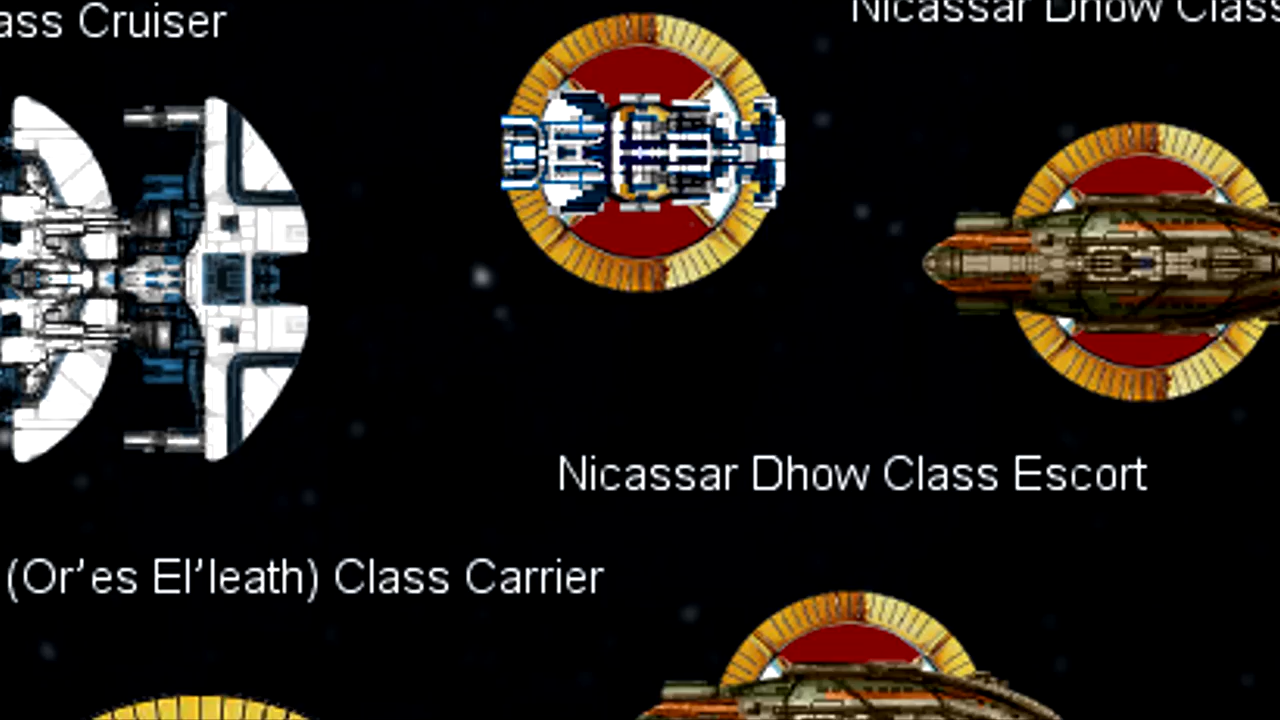 ass Cruiser
Nicassar Dhow Class
Nicassar Dhow Class Escort
(Or’es El’leath) Class Carrier